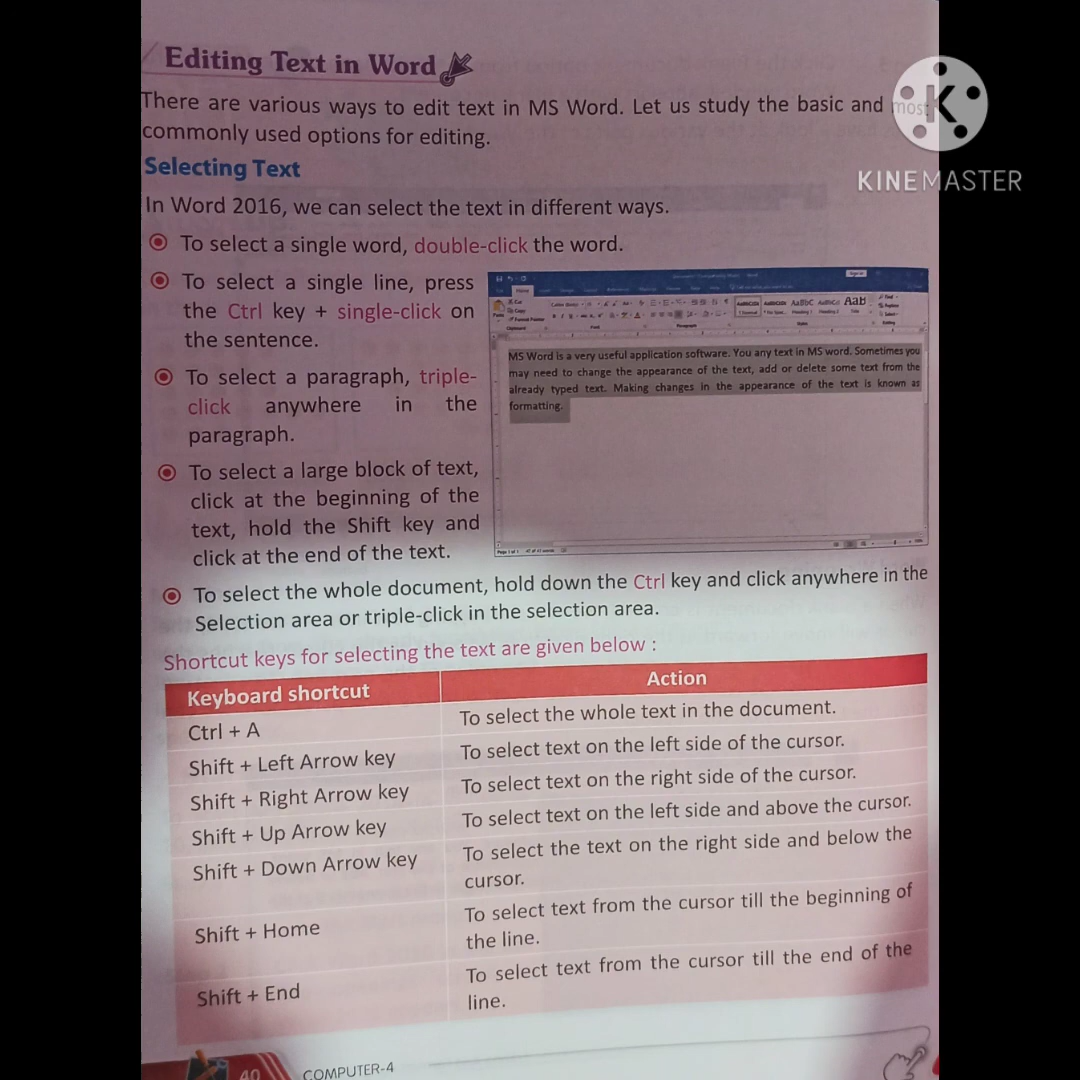 Editing Text in Word
There are various ways to edit text in MS Word. Let us study the basic and most
commonly used options for editing.
KINEMASTER
Selecting Text
In Word 2016, we can select the text in different ways.
To select a single word, double-click the word.
To select a single line, press
the Ctrl key + single-click on
the sentence.
To select a paragraph, triple-
click anywhere in the
paragraph.
To select a large block of text,
click at the beginning of the
text, hold the Shift key and
click at the end of the text.
MS Word is a very useful application software. You any text in MS word. Sometimes you
may need to change the appearance of the text, add or delete some text from the
already typed text. Making changes in the appearance of the text is known as
formatting.
To select the whole document, hold down the Ctrl key and click anywhere in the
Selection area or triple-click in the selection area.
Shortcut keys for selecting the text are given below :
Keyboard shortcut Action
Ctrl + A To select the whole text in the document.
Shift + Left Arrow key To select text on the left side of the cursor.
Shift + Right Arrow key To select text on the right side of the cursor.
Shift + Up Arrow key To select text on the left side and above the cursor.
Shift + Down Arrow key To select the text on the right side and below the
cursor.
Shift + Home To select text from the cursor till the beginning of
the line.
Shift + End To select text from the cursor till the end of the
line.
40 COMPUTER-4